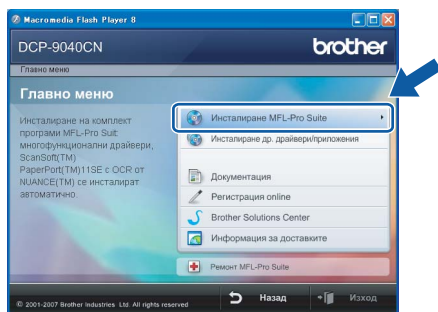 Macromedia Flash Player 8
DCP-9040CN
brother
Главно меню
Главно меню
Инсталиране на комплект
програми MFL-Pro Suit:
многофункционални драйвери,
ScanSoft(TM)
PaperPort(TM)11SE с OCR от
NUANCE(TM) се инсталират
автоматично.
Инсталиране MFL-Pro Suite
Инсталиране др. драйвери/приложения
Документация
Регистрация online
Brother Solutions Center
Информация за доставките
Ремонт MFL-Pro Suite
© 2001-2007 Brother Industries Ltd. All rights reserved
Назад
Изход